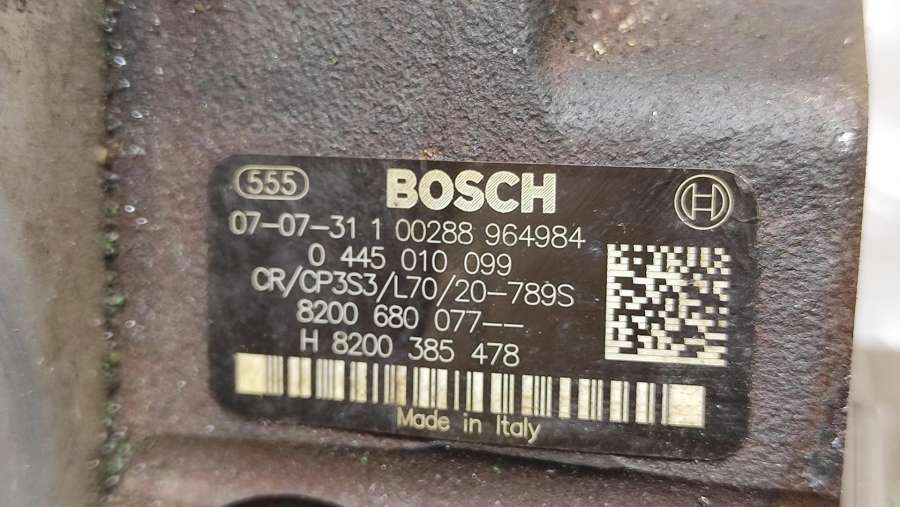 555 BOSCH H
07-07-31 1 00288 964984
0 445 010 099
CR/CP3S3/L70/20-789S
8200 680 077--
H 8200 385 478
Made in Italy